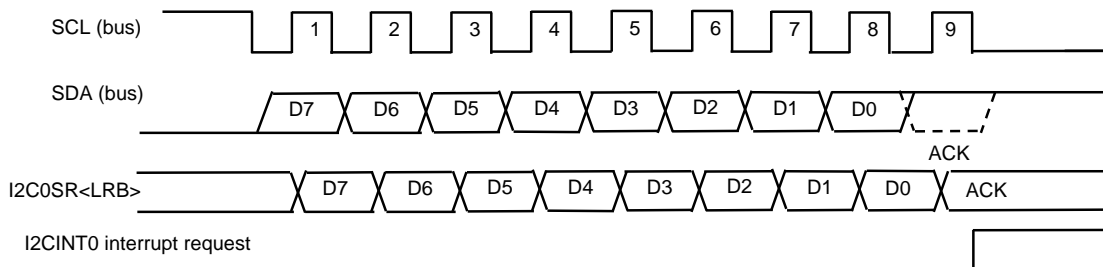 SCL (bus) 1 2 3 4 5 6 7 8 9
SDA (bus) D7 D6 D5 D4 D3 D2 D1 D0
ACK
I2C0SR<LRB> D7 D6 D5 D4 D3 D2 D1 D0 ACK
I2CINT0 interrupt request